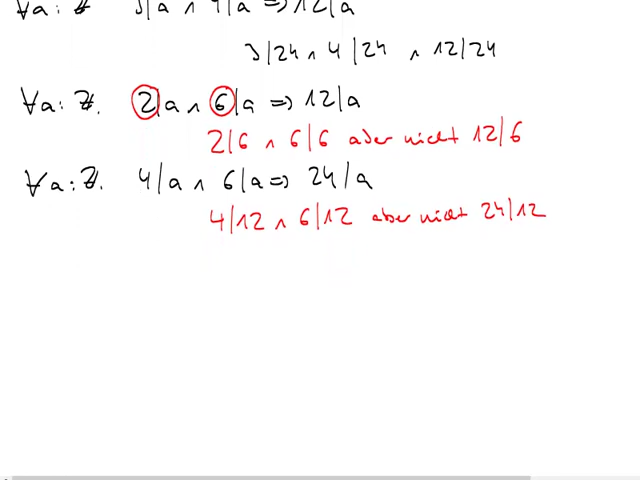 ∀a: ℤ. 3|a ∧ 4|a ⇒ 12|a
3|24 ∧ 4|24 ∧ 12|24
∀a: ℤ. 2|a ∧ 6|a ⇒ 12|a
2|6 ∧ 6|6 aber nicht 12|6
∀a: ℤ. 4|a ∧ 6|a ⇒ 24|a
4|12 ∧ 6|12 aber nicht 24|12